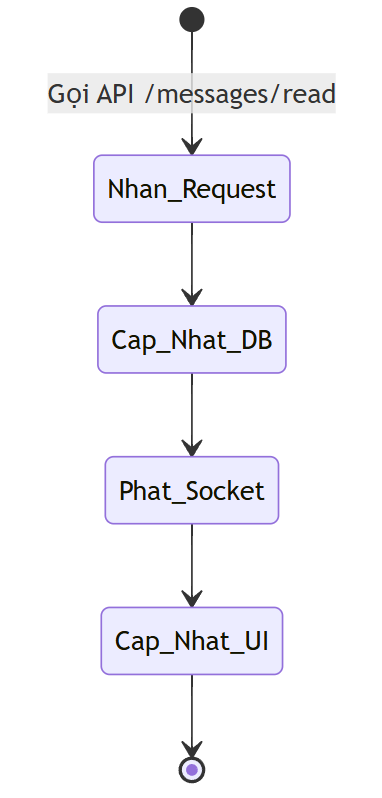 Gọi API /messages/read
Nhan_Request
Cap_Nhat_DB
Phat_Socket
Cap_Nhat_UI